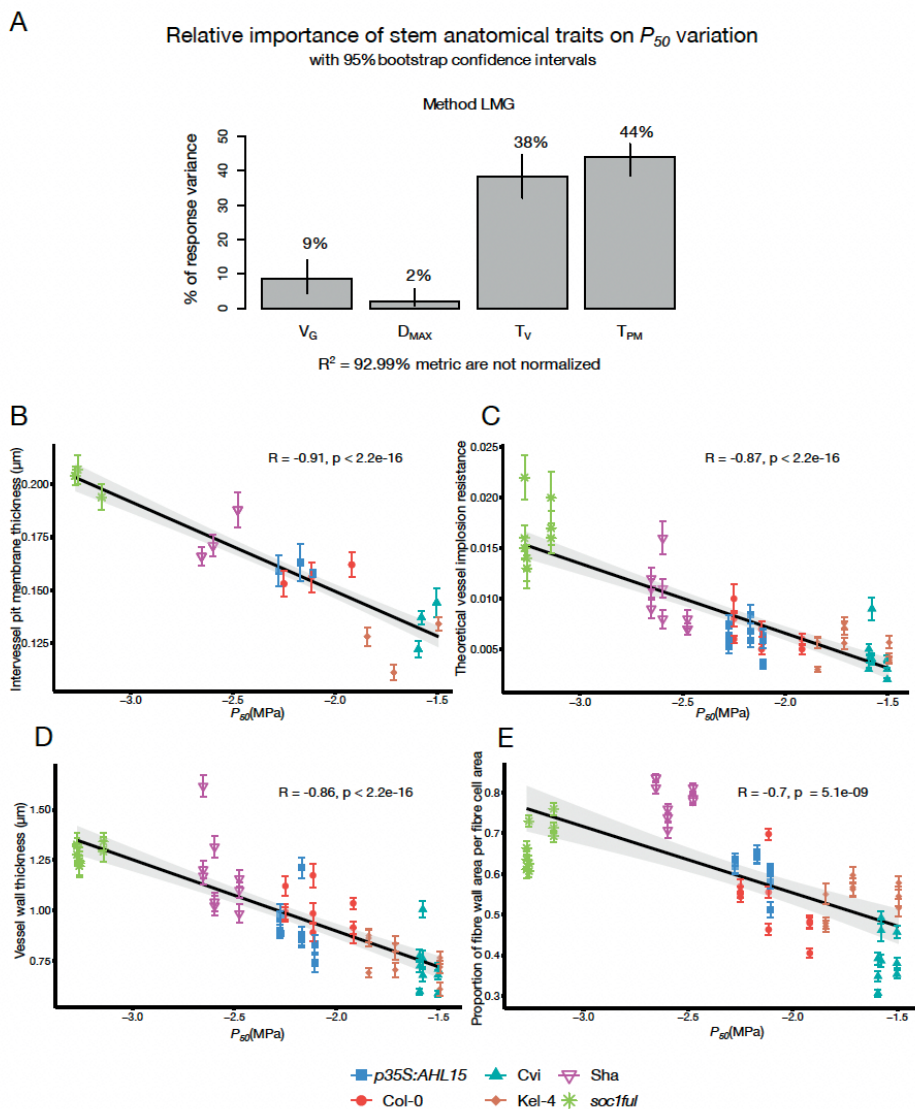 A
Relative importance of stem anatomical traits on P50 variation
with 95% bootstrap confidence intervals
Method LMG
% of response variance
50
40
30
20
10
0
9%
2%
38%
44%
VG
DMAX
TV
TPM
R² = 92.99% metric are not normalized
B
R = -0.91, p < 2.2e-16
Intervessel pit membrane thickness (µm)
0.200
0.175
0.150
0.125
−3.0
−2.5
−2.0
−1.5
P50(MPa)
C
R = -0.87, p < 2.2e-16
Theoretical vessel implosion resistance
0.025
0.020
0.015
0.010
0.005
−3.0
−2.5
−2.0
−1.5
P50(MPa)
D
R = -0.86, p < 2.2e-16
Vessel wall thickness (µm)
1.50
1.25
1.00
0.75
−3.0
−2.5
−2.0
−1.5
P50(MPa)
E
R = -0.7, p = 5.1e-09
Proportion of fibre wall area per fibre cell area
0.8
0.7
0.6
0.5
0.4
0.3
−3.0
−2.5
−2.0
−1.5
P50(MPa)
p35S:AHL15 Cvi Sha
Col-0 Kel-4 soc1ful